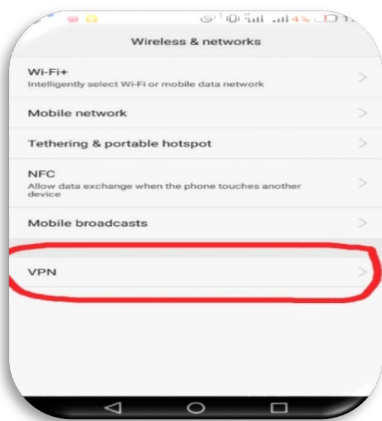 Wireless & networks
Wi-Fi+
Intelligently select Wi-Fi or mobile data network
Mobile network
Tethering & portable hotspot
NFC
Allow data exchange when the phone touches another
device
Mobile broadcasts
VPN